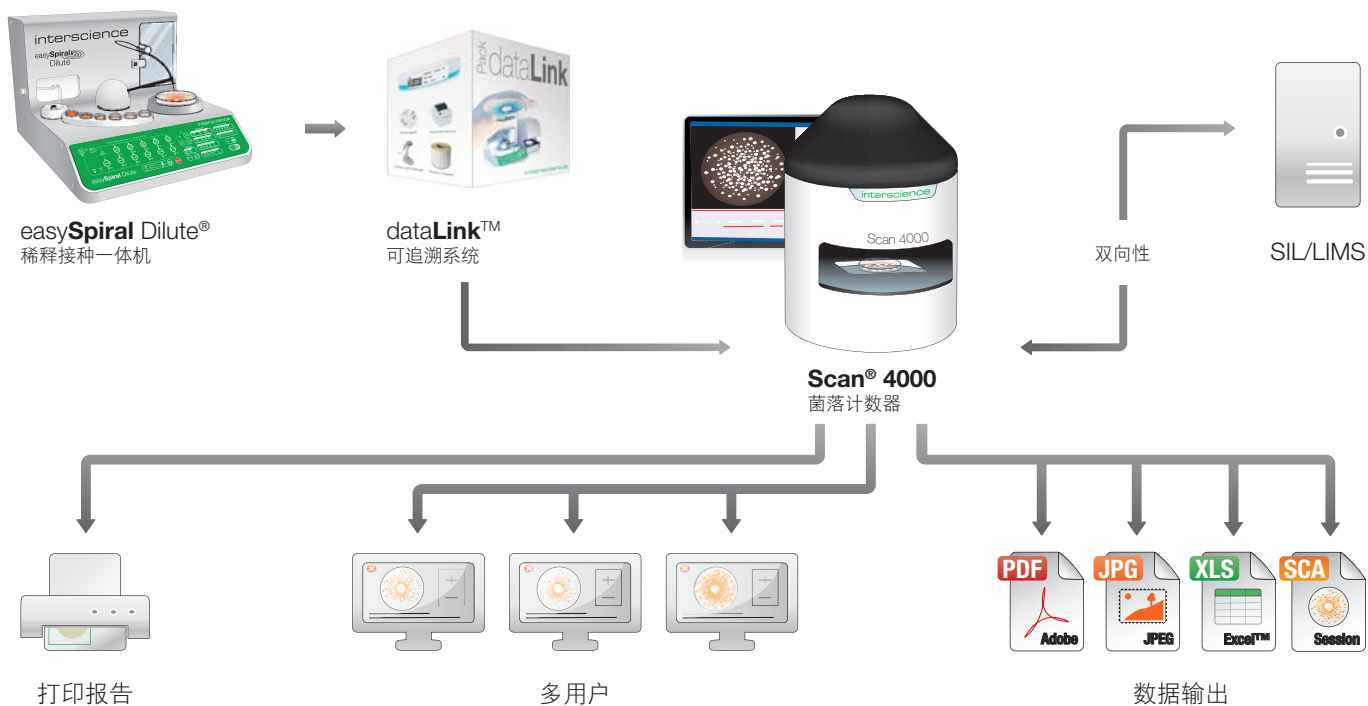 interscience
easySpiral
Dilute
easySpiral Dilute
Pack
dataLink
interscience
Scan 4000
easySpiral Dilute®
稀释接种一体机
dataLink™
可追溯系统
双向性
SIL/LIMS
Scan® 4000
菌落计数器
PDF
Adobe
JPG
JPEG
XLS
Excel™
SCA
Session
打印报告
多用户
数据输出